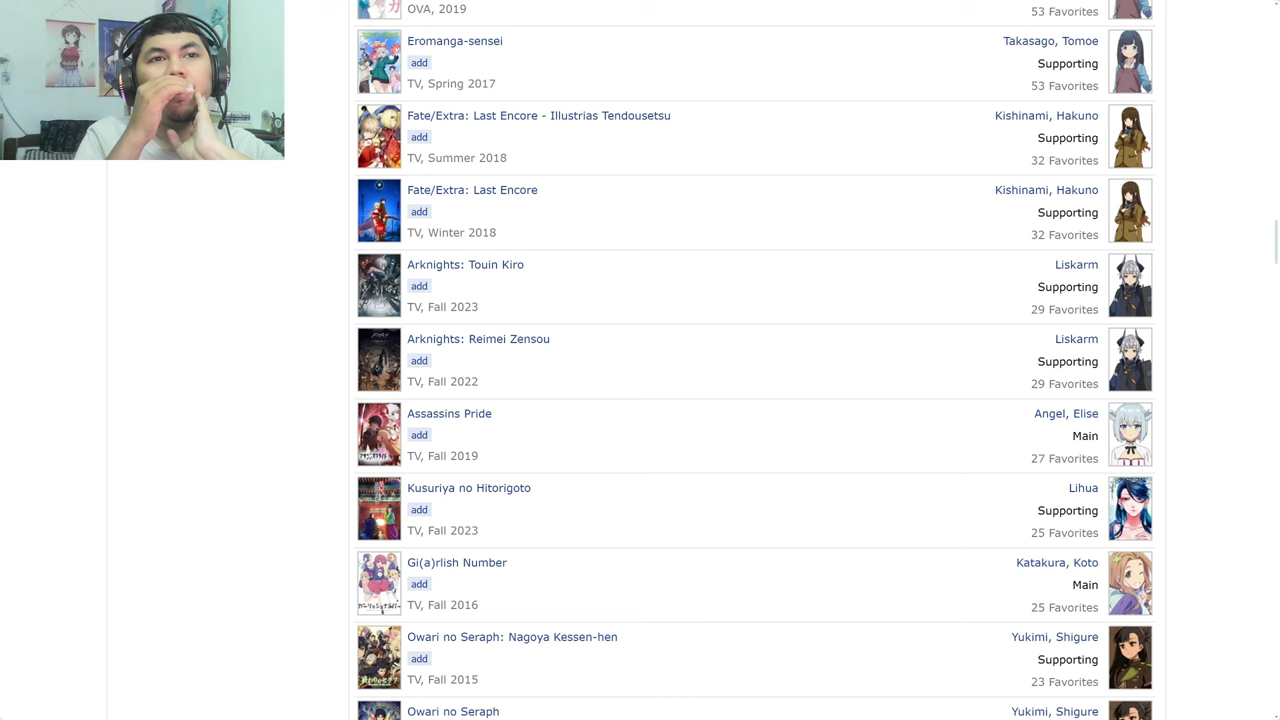 OVA, 2019
53 Favorites
Eromanga-sensei
Takasago, Tomoe
add
Supporting
TV, Spring 2017
53 Favorites
Fate/Extra: Last Encore - Illustrias Tendousetsu
Kishinami, Hakuno
add
Supporting
TV, Summer 2018
32 Favorites
Fate/Extra: Last Encore
Kishinami, Hakuno
add
Supporting
TV, Winter 2018
32 Favorites
Arknights: Touin Kiro
Liskarm
add
Supporting
TV, Fall 2023
29 Favorites
Arknights: Reimei Zensou
Liskarm
add
Supporting
TV, Fall 2022
29 Favorites
Assassins Pride
Angel, Elise
add
Main
TV, Fall 2019
27 Favorites
Kusuriya no Hitorigoto
add
Supporting
TV, Fall 2023
25 Favorites
Girlish Number
Katakura, Koto
add
Main
TV, Fall 2016
25 Favorites
Owari no Seraph: Nagoya Kessen-hen
Yukimi, Shigure
add
Supporting
TV, Fall 2015
23 Favorites
Owari no Seraph
Yukimi, Shigure